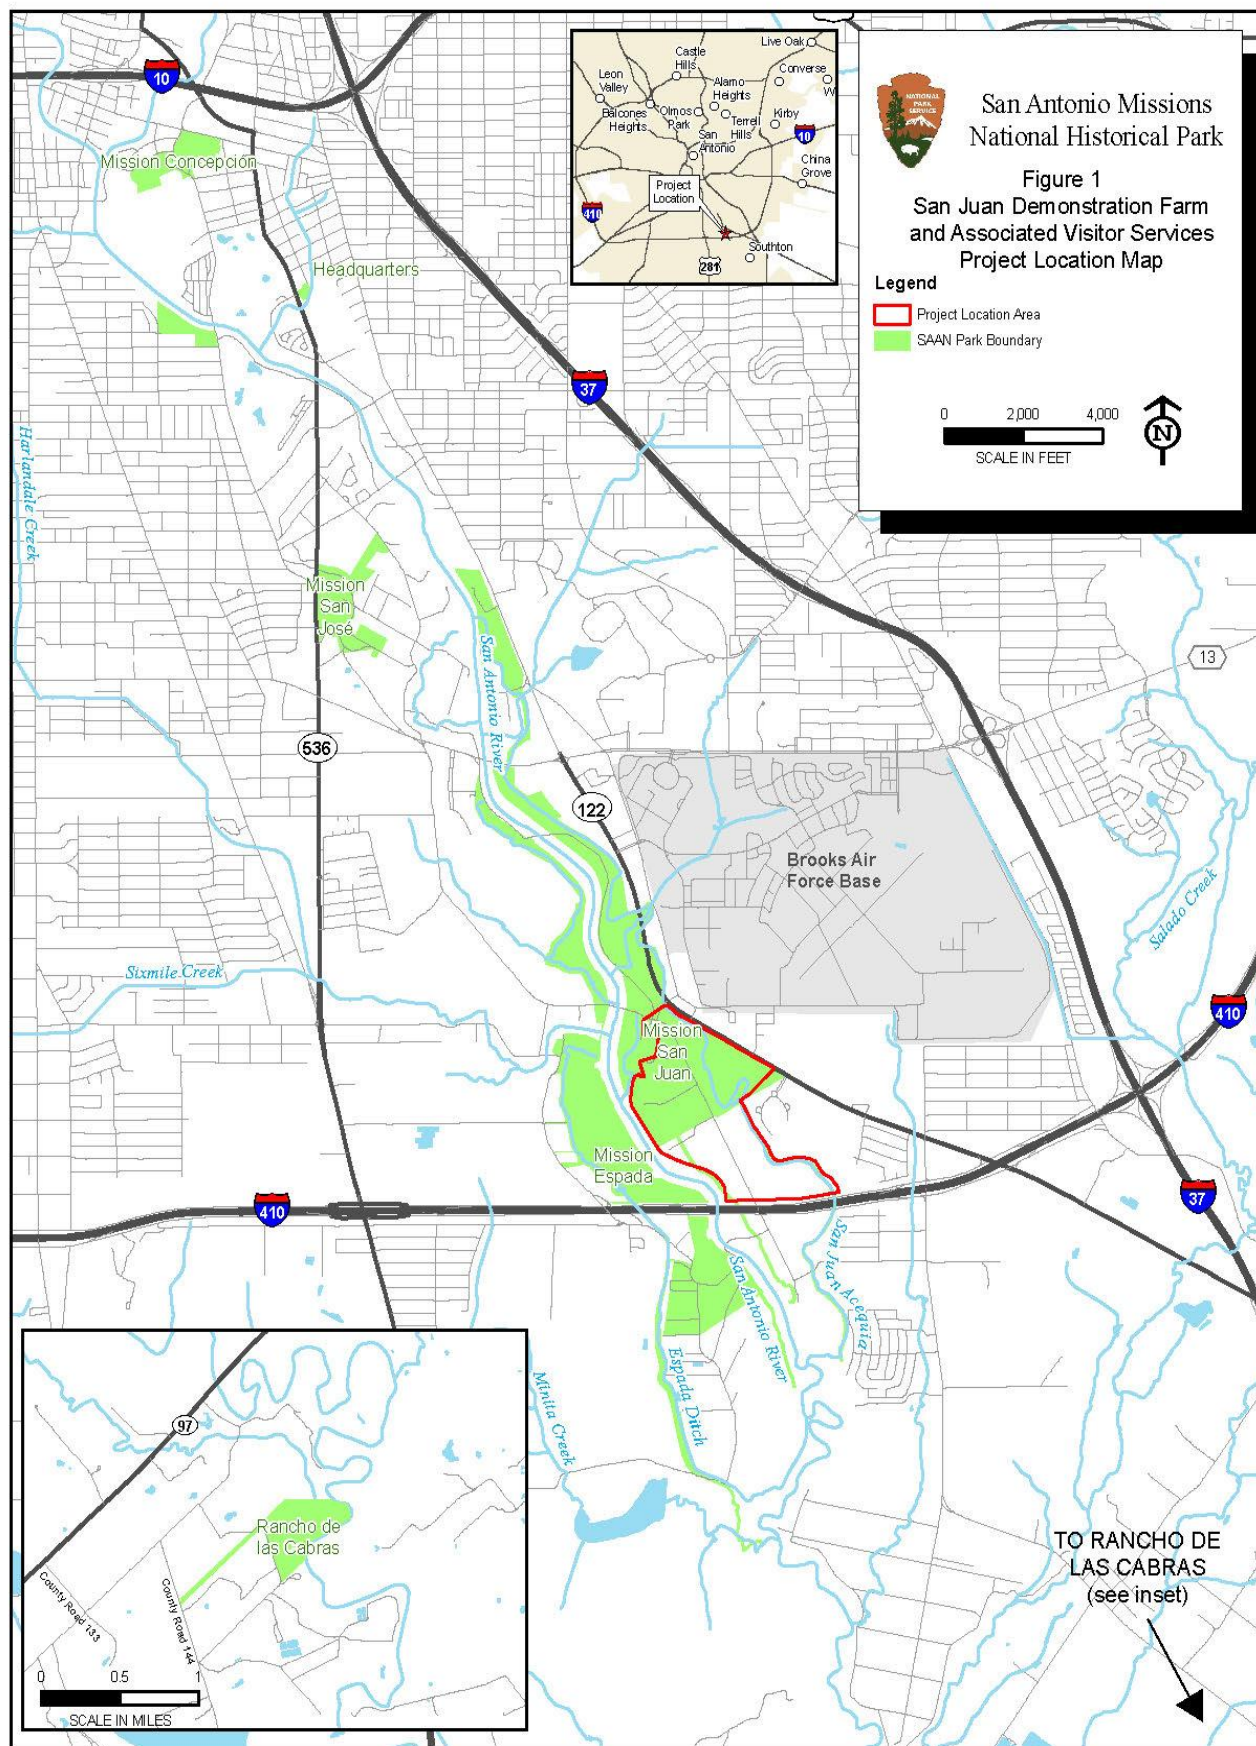 10
Mission Concepción
Headquarters
Castle
Hills
Live Oak
Leon
Valley
Alamo
Heights
Converse
W
Balcones
Heights
Olmos
Park
Terrell
Hills
Kirby
San
Antonio
10
China
Grove
Project
Location
410
Southton
281
NATIONAL
PARK
SERVICE
San Antonio Missions
National Historical Park
Figure 1
San Juan Demonstration Farm
and Associated Visitor Services
Project Location Map
Legend
Project Location Area
SAAN Park Boundary
0 2,000 4,000
SCALE IN FEET
N
37
Harlandale Creek
Mission
San
José
San Antonio River
13
536
122
Brooks Air
Force Base
Salado Creek
Sixmile Creek
410
Mission
San
Juan
Mission
Espada
37
410
San Juan Acequia
San Antonio River
Espada Ditch
Minita Creek
97
Rancho de
las Cabras
County Road 133
County Road 144
0 0.5 1
SCALE IN MILES
TO RANCHO DE
LAS CABRAS
(see inset)